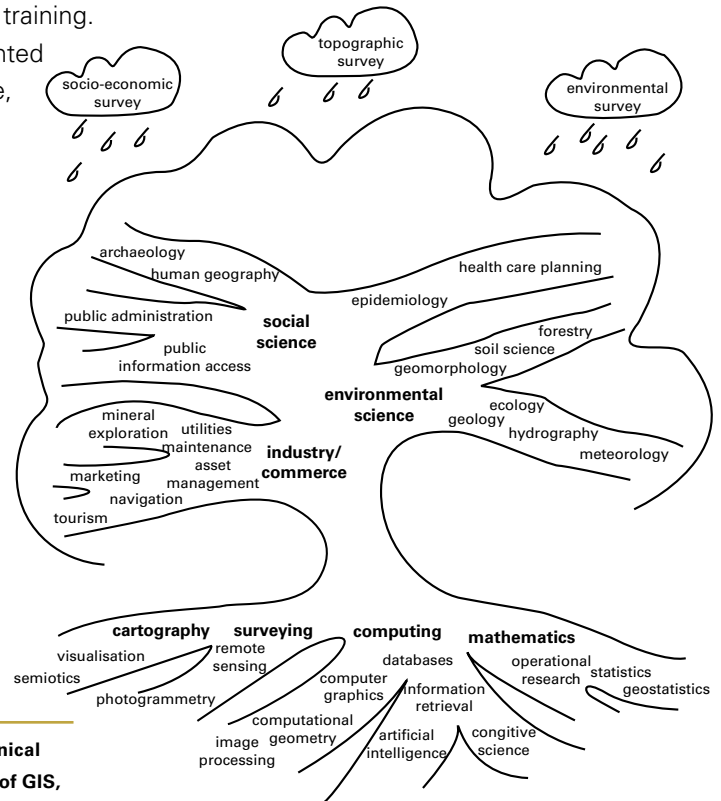 training.
nted
e,
socio-economic
survey
topographic
survey
environmental
survey
archaeology
human geography
health care planning
epidemiology
public administration
social
science
public
information access
forestry
soil science
geomorphology
environmental
science
ecology
geology
hydrography
meteorology
mineral
exploration
utilities
maintenance
asset
management
industry/
commerce
marketing
navigation
tourism
cartography
surveying
computing
mathematics
visualisation
semiotics
photogrammetry
remote
sensing
databases
computer
graphics
information
retrieval
operational
research
statistics
geostatistics
computational
geometry
image
processing
artificial
intelligence
congitive
science
nical
of GIS,